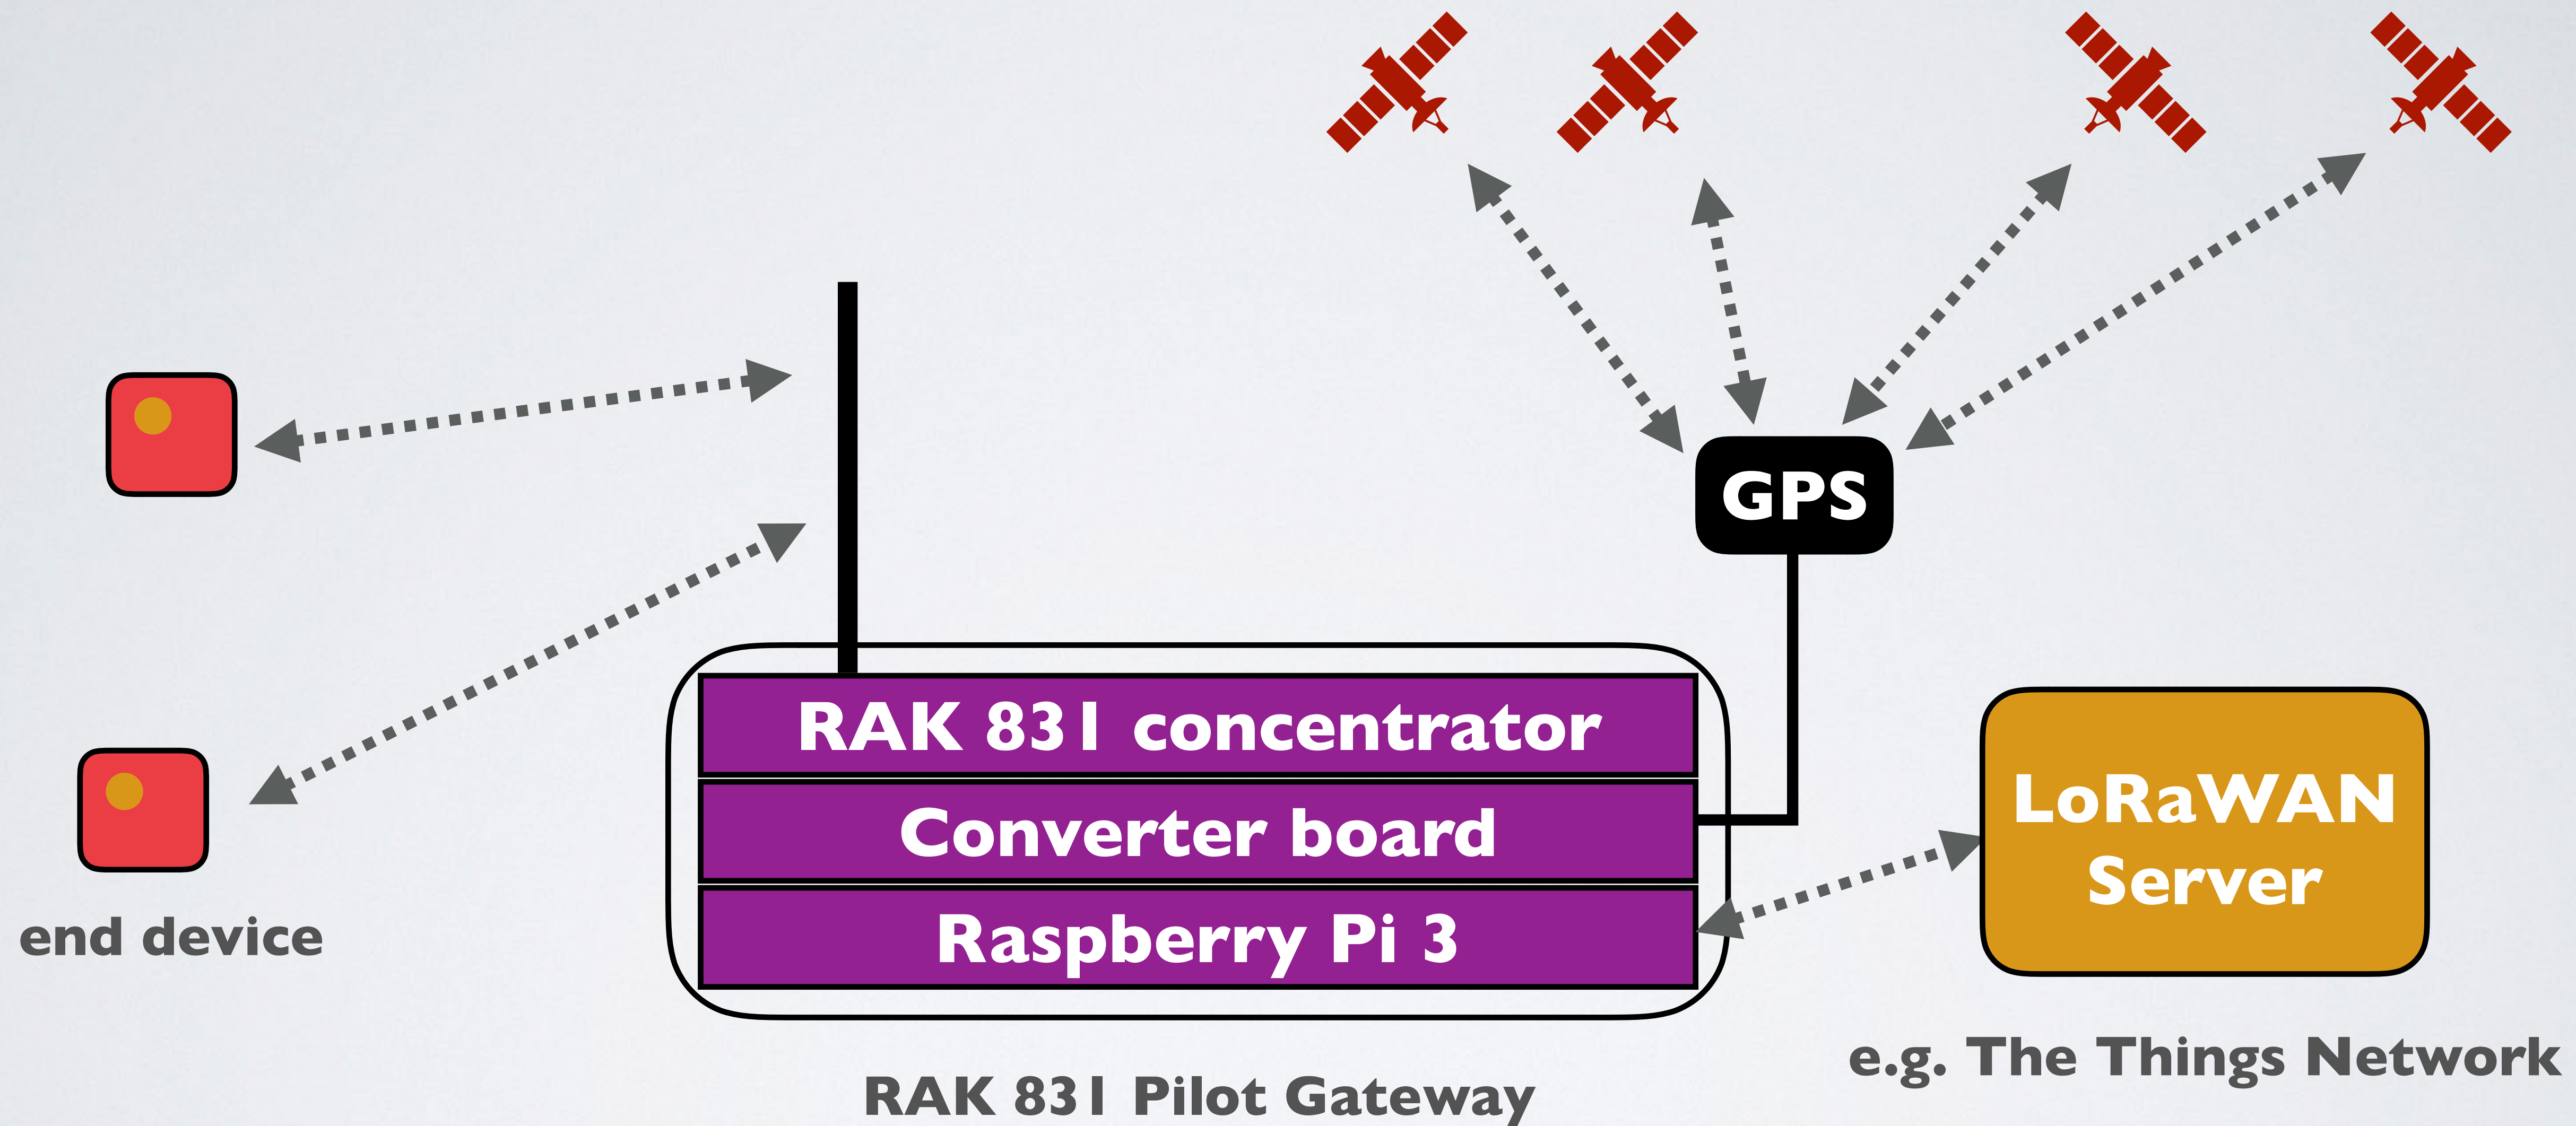 GPS
RAK 831 concentrator
Converter board
Raspberry Pi 3
LoRaWAN
Server
end device
e.g. The Things Network
RAK 831 Pilot Gateway